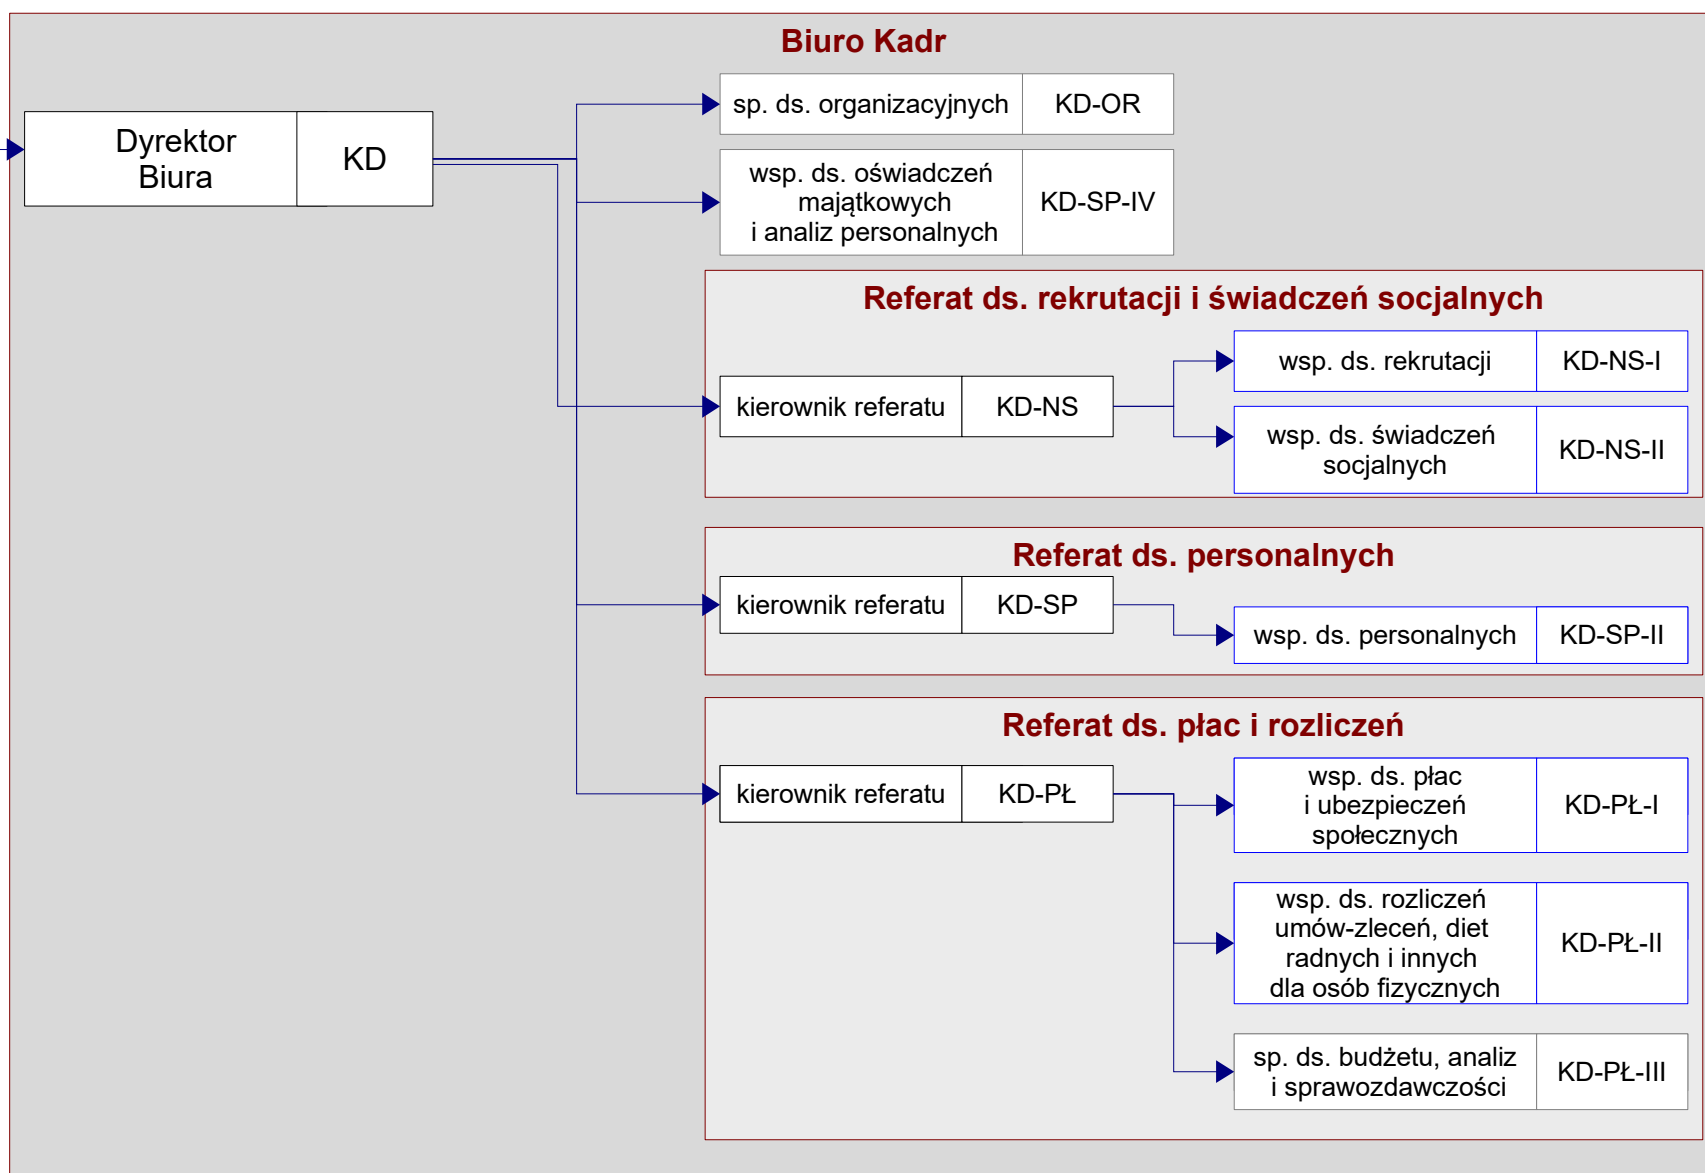 Biuro Kadr
Dyrektor
Biura
KD
sp. ds. organizacyjnych
KD-OR
wsp. ds. oświadczeń
majątkowych
i analiz personalnych
KD-SP-IV
Referat ds. rekrutacji i świadczeń socjalnych
kierownik referatu
KD-NS
wsp. ds. rekrutacji
KD-NS-I
wsp. ds. świadczeń
socjalnych
KD-NS-II
Referat ds. personalnych
kierownik referatu
KD-SP
wsp. ds. personalnych
KD-SP-II
Referat ds. płac i rozliczeń
kierownik referatu
KD-PŁ
wsp. ds. płac
i ubezpieczeń
społecznych
KD-PŁ-I
wsp. ds. rozliczeń
umów-zleceń, diet
radnych i innych
dla osób fizycznych
KD-PŁ-II
sp. ds. budżetu, analiz
i sprawozdawczości
KD-PŁ-III